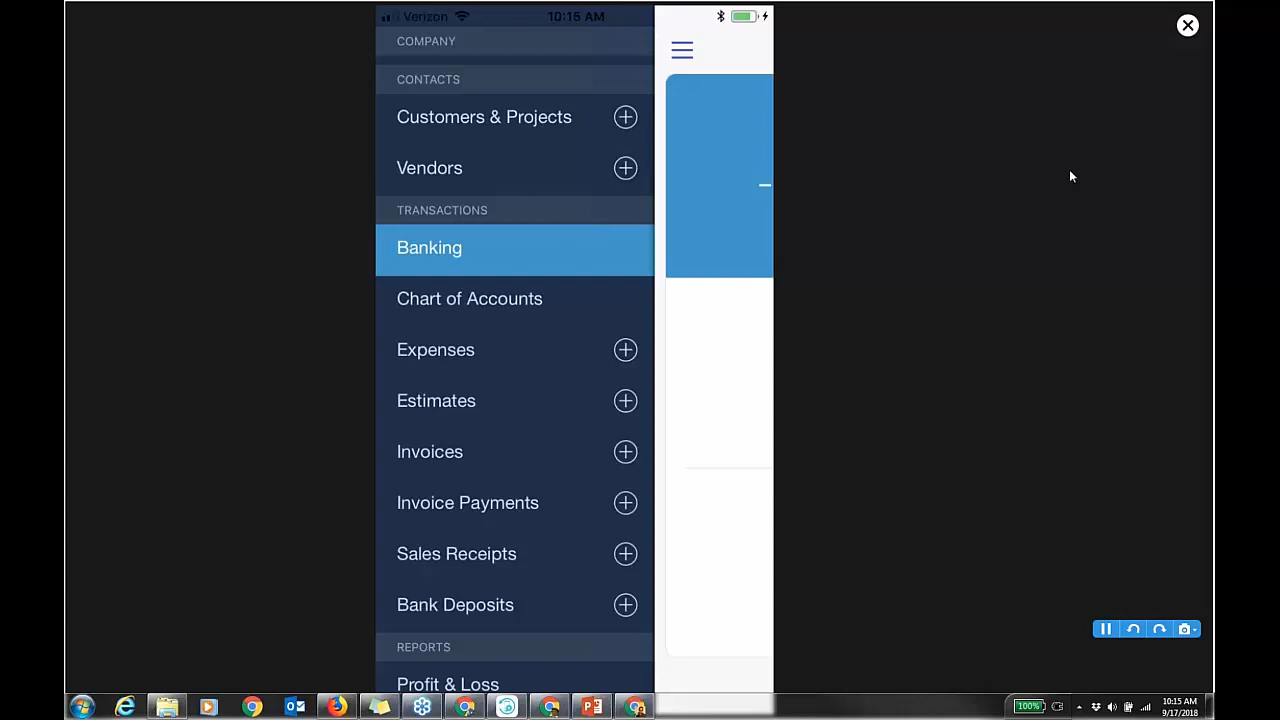 Verizon 10:15 AM
COMPANY
CONTACTS
Customers & Projects
Vendors
TRANSACTIONS
Banking
Chart of Accounts
Expenses
Estimates
Invoices
Invoice Payments
Sales Receipts
Bank Deposits
REPORTS
Profit & Loss
100%
10:15 AM
9/17/2018